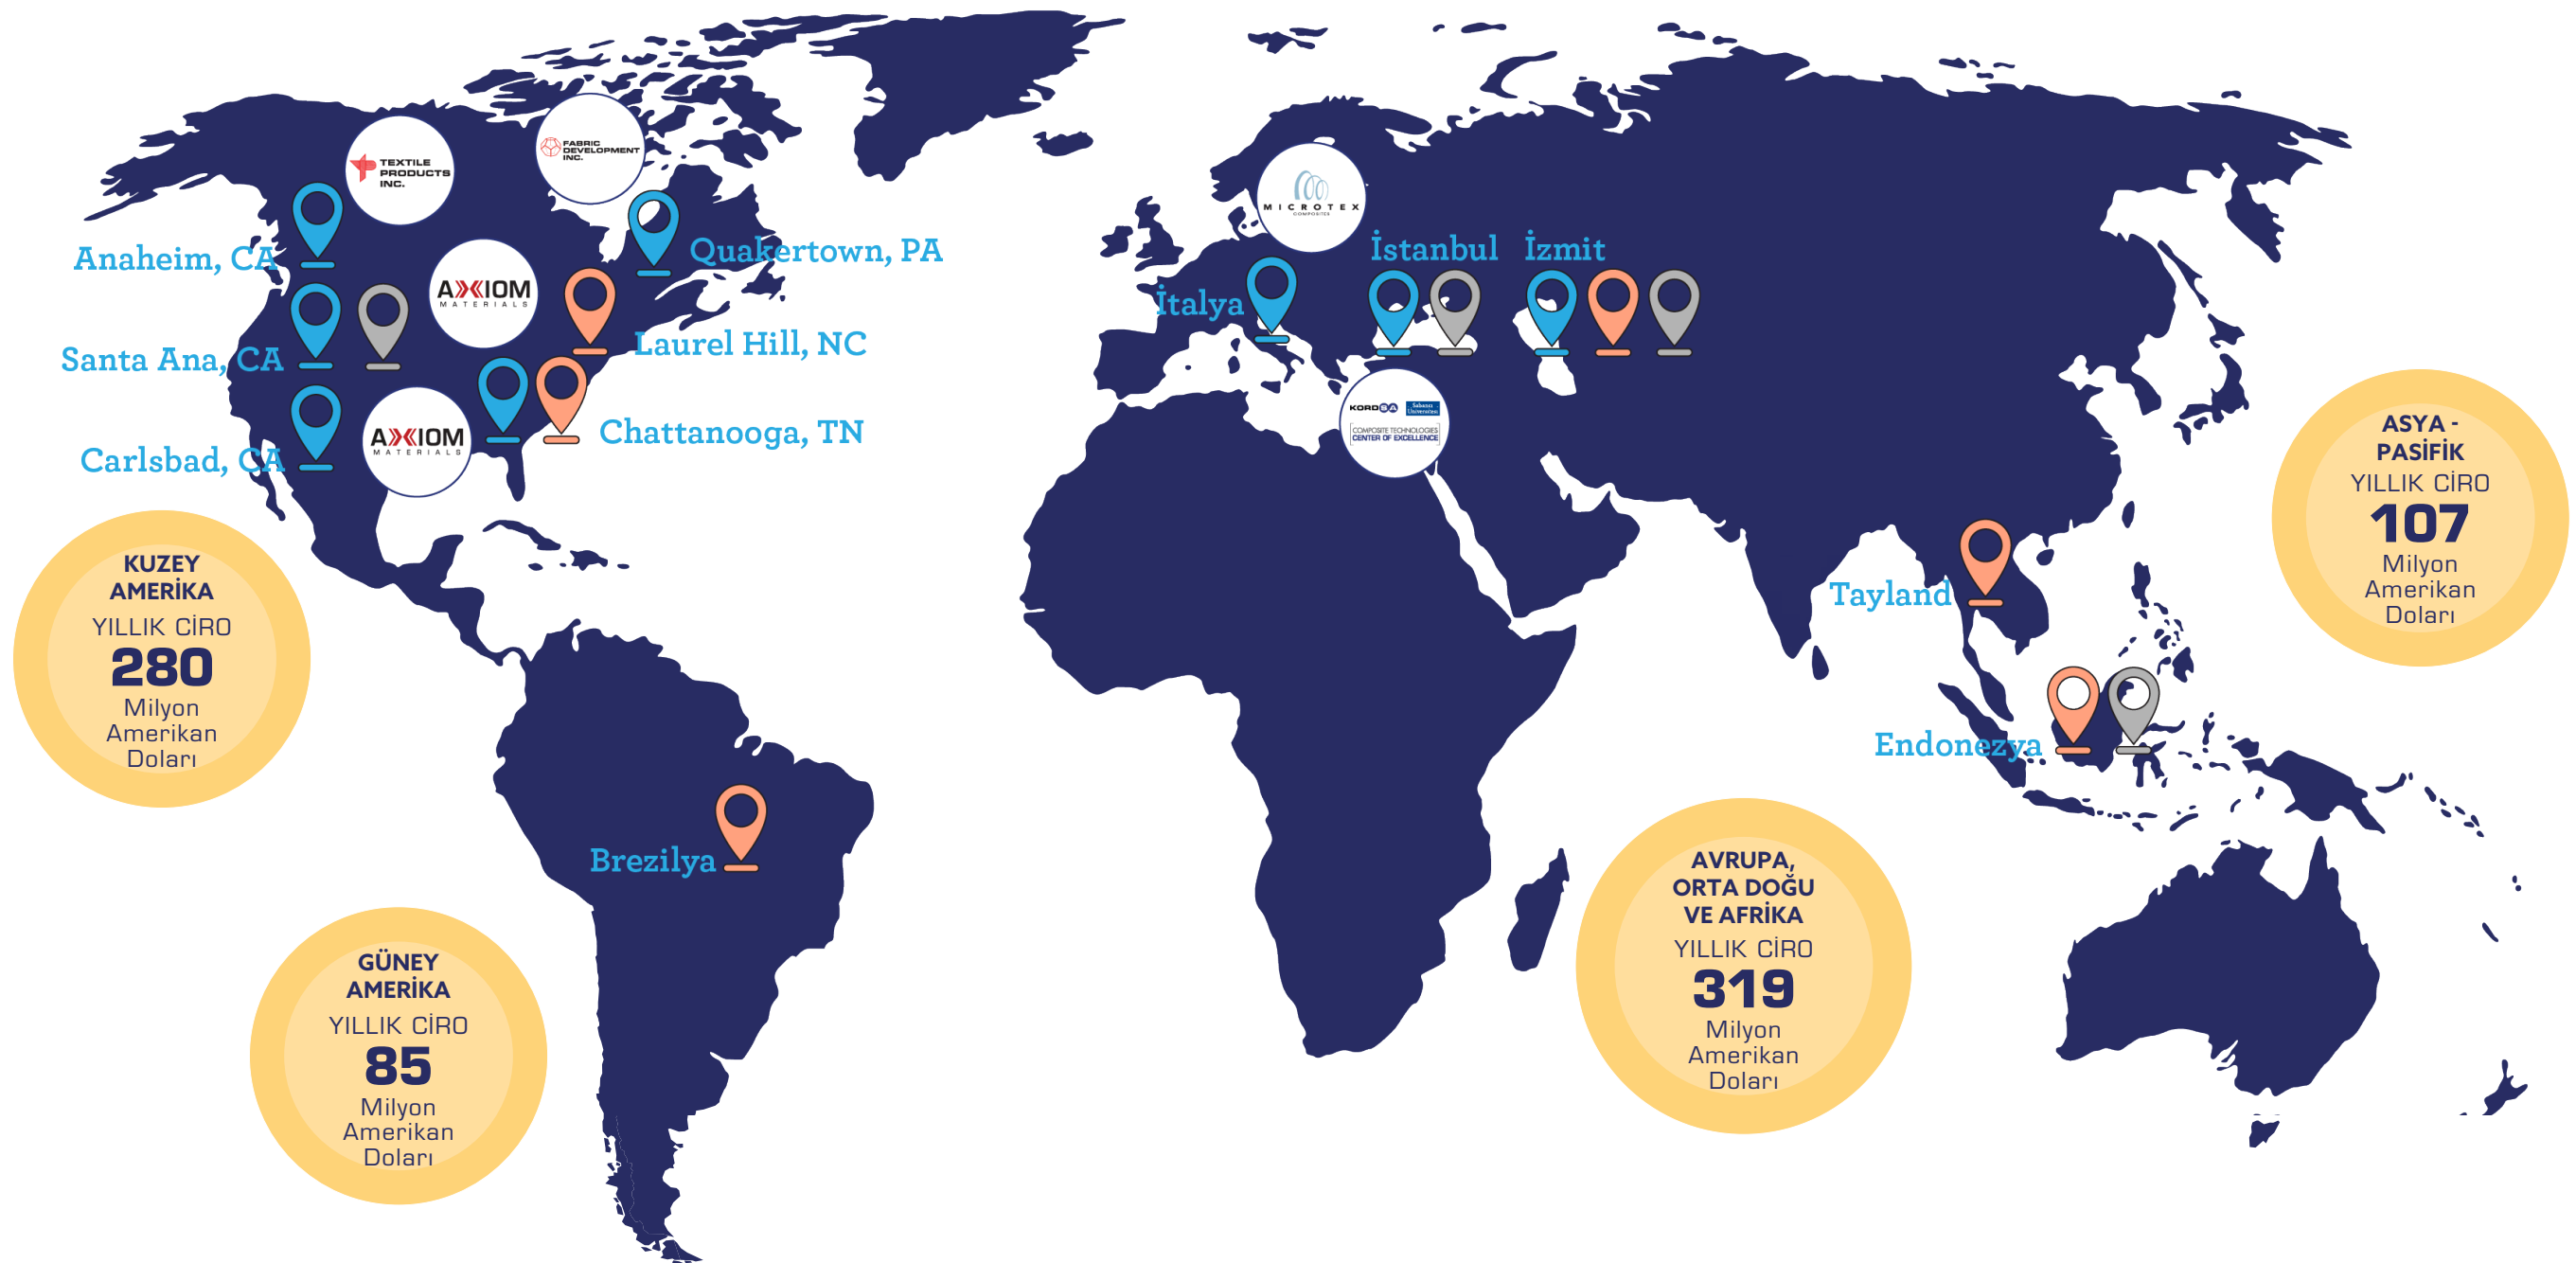 TEXTILE
PRODUCTS
INC.
FABRIC
DEVELOPMENT
INC.
MICROTEX
COMPOSITES
Anaheim, CA
Quakertown, PA
İstanbul
İzmit
AXIOM
MATERIALS
İtalya
Santa Ana, CA
Laurel Hill, NC
AXIOM
MATERIALS
Carlsbad, CA
Chattanooga, TN
KORDSA
Sabancı
Üniversitesi
COMPOSITE TECHNOLOGIES
CENTER OF EXCELLENCE
ASYA -
PASİFİK
YILLIK CİRO
107
Milyon
Amerikan
Doları
KUZEY
AMERİKA
YILLIK CİRO
280
Milyon
Amerikan
Doları
Tayland
Endonezya
Brezilya
AVRUPA,
ORTA DOĞU
VE AFRİKA
YILLIK CİRO
319
Milyon
Amerikan
Doları
GÜNEY
AMERİKA
YILLIK CİRO
85
Milyon
Amerikan
Doları